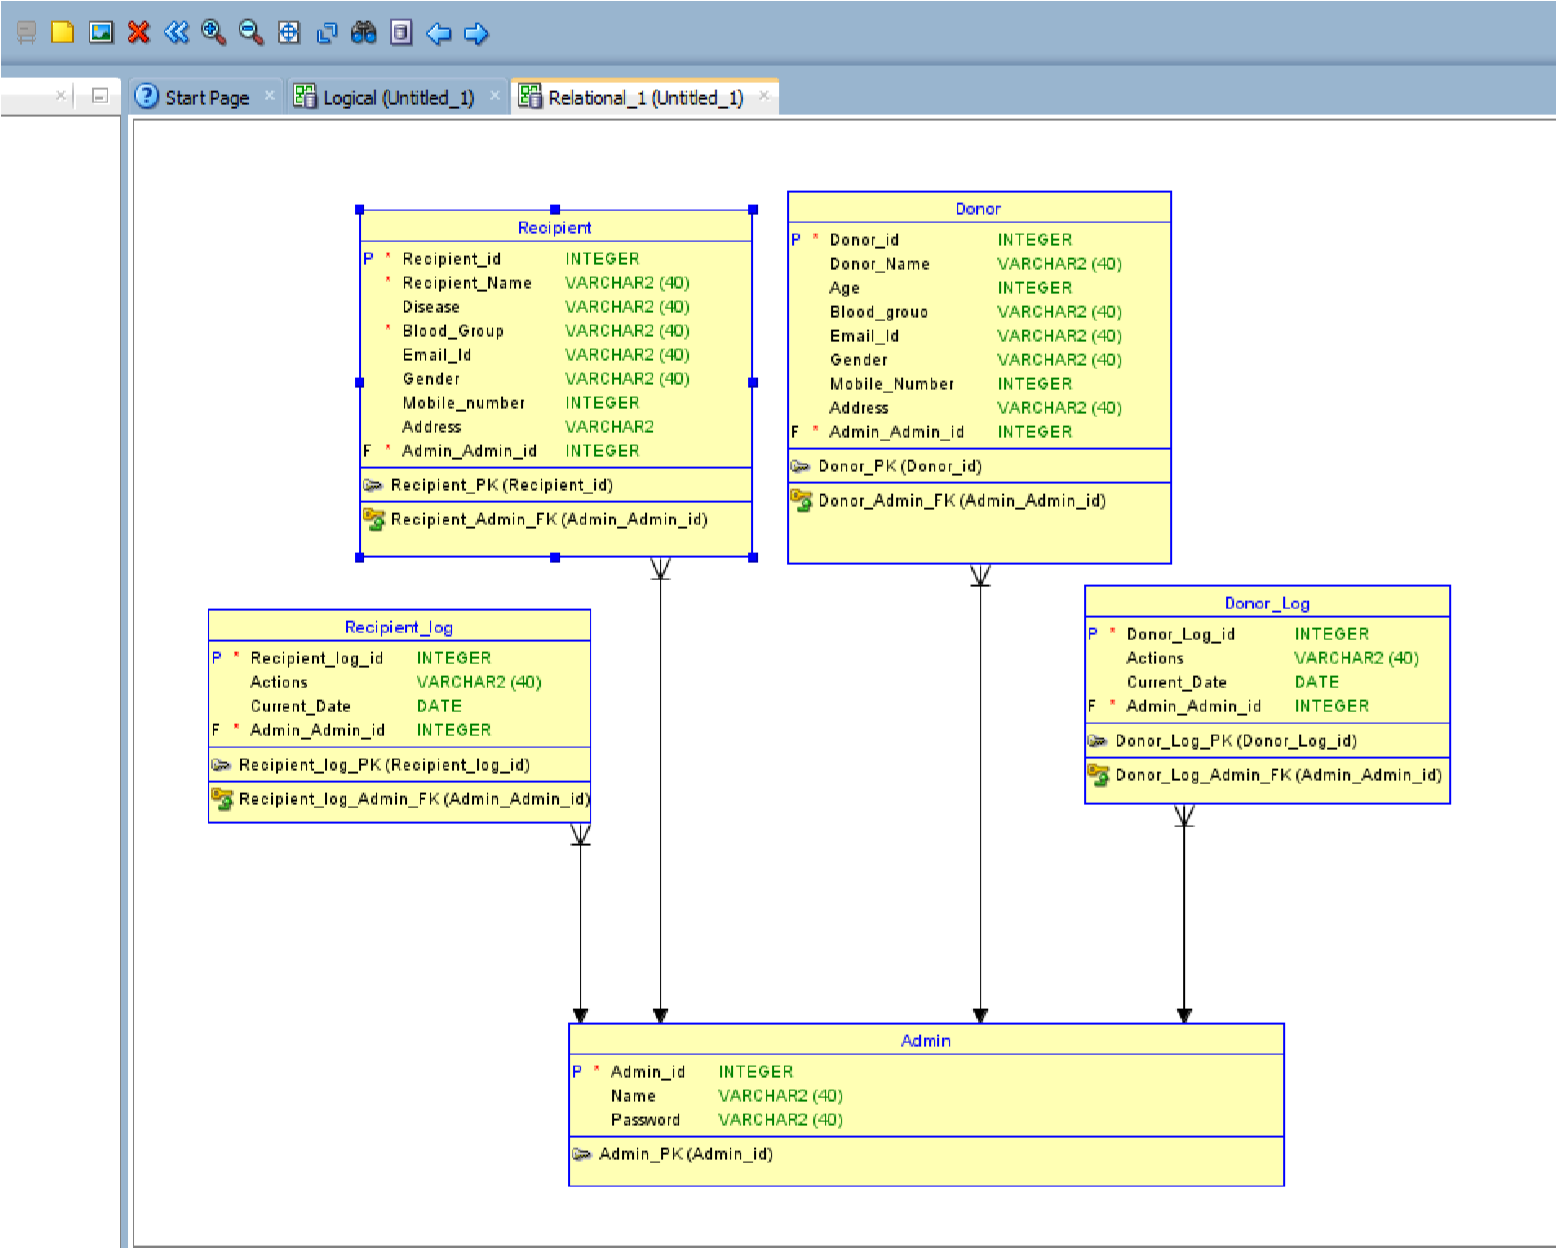 Start Page
Logical (Untitled_1)
Relational_1 (Untitled_1)
Recipient
P * Recipient_id INTEGER
* Recipient_Name VARCHAR2 (40)
Disease VARCHAR2 (40)
* Blood_Group VARCHAR2 (40)
Email_Id VARCHAR2 (40)
Gender VARCHAR2 (40)
Mobile_number INTEGER
Address VARCHAR2
F * Admin_Admin_id INTEGER
Recipient_PK (Recipient_id)
Recipient_Admin_FK (Admin_Admin_id)
Donor
P * Donor_id INTEGER
Donor_Name VARCHAR2 (40)
Age INTEGER
Blood_grouo VARCHAR2 (40)
Email_Id VARCHAR2 (40)
Gender VARCHAR2 (40)
Mobile_Number INTEGER
Address VARCHAR2 (40)
F * Admin_Admin_id INTEGER
Donor_PK (Donor_id)
Donor_Admin_FK (Admin_Admin_id)
Recipient_log
P * Recipient_log_id INTEGER
Actions VARCHAR2 (40)
Current_Date DATE
F * Admin_Admin_id INTEGER
Recipient_log_PK (Recipient_log_id)
Recipient_log_Admin_FK (Admin_Admin_id)
Donor_Log
P * Donor_Log_id INTEGER
Actions VARCHAR2 (40)
Current_Date DATE
F * Admin_Admin_id INTEGER
Donor_Log_PK (Donor_Log_id)
Donor_Log_Admin_FK (Admin_Admin_id)
Admin
P * Admin_id INTEGER
Name VARCHAR2 (40)
Password VARCHAR2 (40)
Admin_PK (Admin_id)